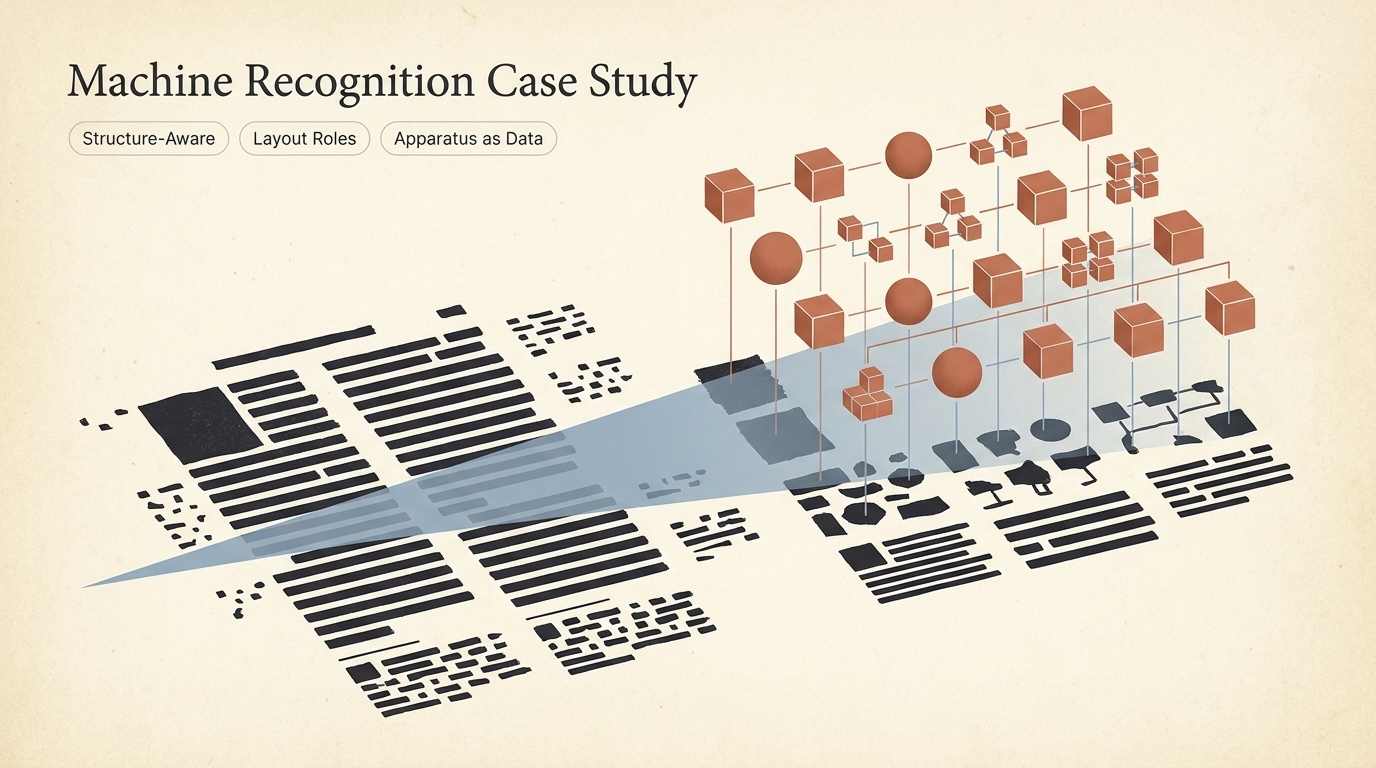 Machine Recognition Case Study
Structure-Aware
Layout Roles
Apparatus as Data